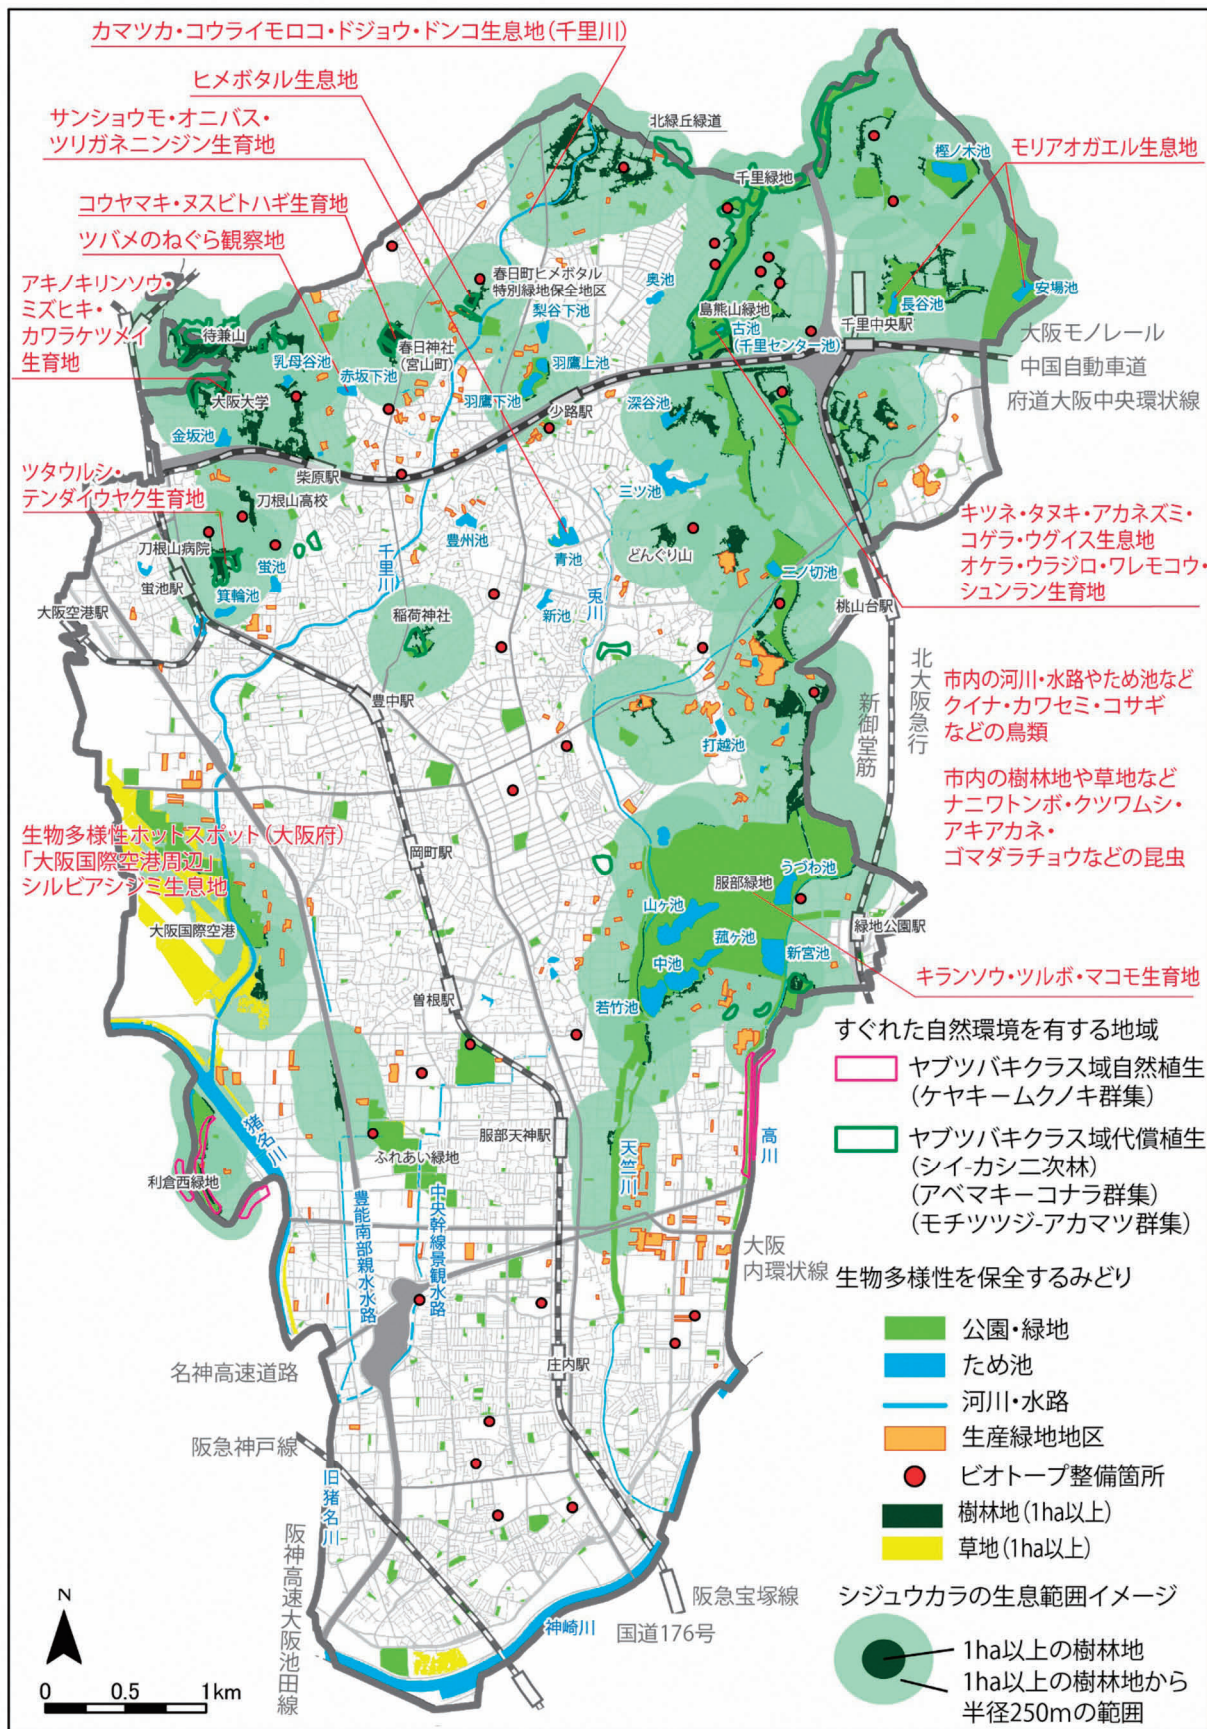 カマツカ・コウライモロコ・ドジョウ・ドンコ生息地(千里川)
ヒメボタル生息地
サンショウモ・オニバス・
ツリガネニンジン生育地
コウヤマキ・ヌスビトハギ生育地
ツバメのねぐら観察地
アキノキリンソウ・
ミズヒキ・
カワラケツメイ
生育地
ツタウルシ・
テンダイウヤク生育地
北緑丘緑道
千里緑地
樫ノ木池
モリアオガエル生息地
春日町ヒメボタル
特別緑地保全地区
梨谷下池
奥池
島熊山緑地
古池
(千里センター池)
長谷池
安場池
千里中央駅
大阪モノレール
中国自動車道
府道大阪中央環状線
待兼山
春日神社
(宮山町)
乳母谷池
赤坂下池
羽鷹上池
羽鷹下池
少路駅
大阪大学
金坂池
柴原駅
深谷池
三ツ池
刀根山高校
刀根山病院
蛍池
蛍池駅
箕輪池
大阪空港駅
千里川
豊州池
青池
新池
兎川
どんぐり山
二ノ切池
桃山台駅
稲荷神社
豊中駅
キツネ・タヌキ・アカネズミ・
コゲラ・ウグイス生息地
オケラ・ウラジロ・ワレモコウ・
シュンラン生育地
打越池
新御堂筋
北大阪急行
市内の河川・水路やため池など
クイナ・カワセミ・コサギ
などの鳥類
市内の樹林地や草地など
ナニワトンボ・クツワムシ・
アキアカネ・
ゴマダラチョウなどの昆虫
生物多様性ホットスポット(大阪府)
「大阪国際空港周辺」
シルビアシジミ生息地
大阪国際空港
岡町駅
服部緑地
うづわ池
山ヶ池
菰ヶ池
中池
新宮池
若竹池
緑地公園駅
曽根駅
キランソウ・ツルボ・マコモ生育地
猪名川
利倉西緑地
ふれあい緑地
服部天神駅
天竺川
高川
豊能南部親水水路
中央幹線景観水路
大阪
内環状線
名神高速道路
庄内駅
阪急神戸線
旧猪名川
阪神高速大阪池田線
神崎川
国道176号
阪急宝塚線
すぐれた自然環境を有する地域
ヤブツバキクラス域自然植生
(ケヤキームクノキ群集)
ヤブツバキクラス域代償植生
(シイ-カシ二次林)
(アベマキーコナラ群集)
(モチツツジ-アカマツ群集)
生物多様性を保全するみどり
公園・緑地
ため池
河川・水路
生産緑地地区
ビオトープ整備箇所
樹林地(1ha以上)
草地(1ha以上)
シジュウカラの生息範囲イメージ
1ha以上の樹林地
1ha以上の樹林地から
半径250mの範囲
N
0 0.5 1km